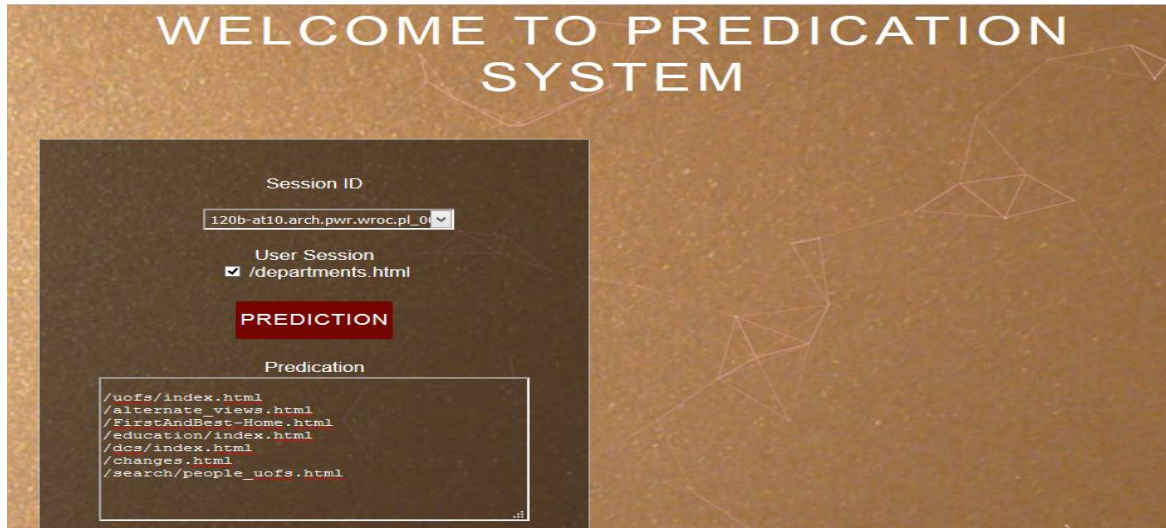 WELCOME TO PREDICATION
SYSTEM
Session ID
120b-at10.arch.pwr.wroc.pl_0
User Session
/departments.html
PREDICTION
Predication
/uofs/index.html
/alternate_views.html
/FirstAndBest-Home.html
/education/index.html
/dcs/index.html
/changes.html
/search/people_uofs.html